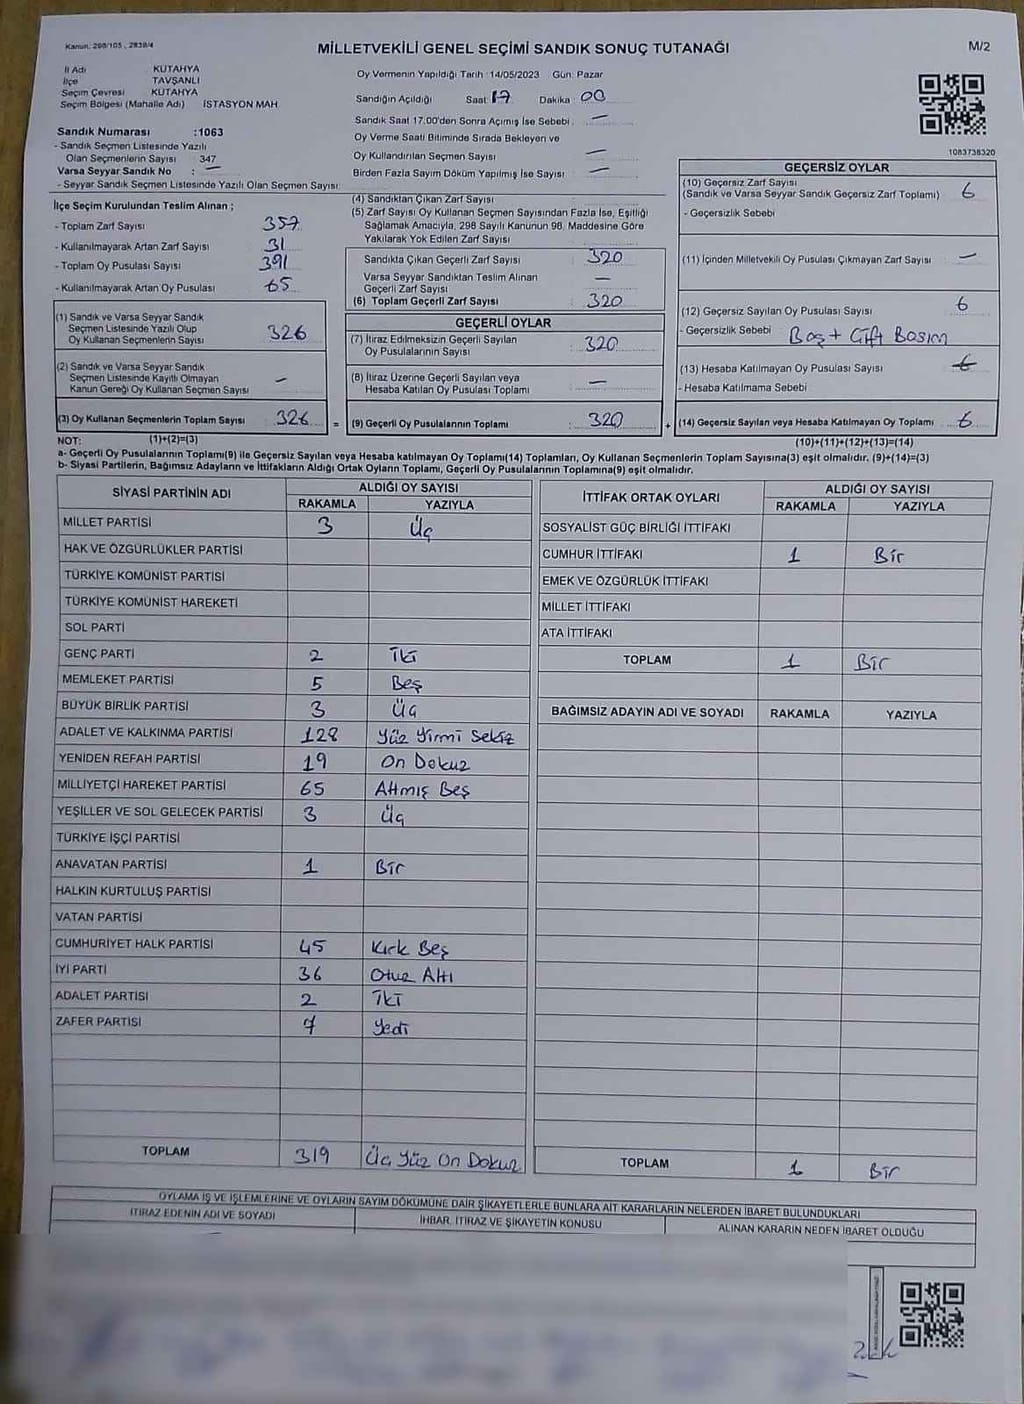 Kanun: 298/105 , 2839/4
MİLLETVEKİLİ GENEL SEÇİMİ SANDIK SONUÇ TUTANAĞI
M/2
İl Adı KÜTAHYA
İlçe TAVŞANLI
Seçim Çevresi KÜTAHYA
Seçim Bölgesi (Mahalle Adı) İSTASYON MAH.
Sandık Numarası :1063
- Sandık Seçmen Listesinde Yazılı
Olan Seçmenlerin Sayısı 347
Varsa Seyyar Sandık No : —
- Seyyar Sandık Seçmen Listesinde Yazılı Olan Seçmen Sayısı:
Oy Vermenin Yapıldığı Tarih :14/05/2023 Gün: Pazar
Sandığın Açıldığı Saat: 17 Dakika: 00
Sandık Saat 17.00'den Sonra Açılmış İse Sebebi : —
Oy Verme Saati Bitiminde Sırada Bekleyen ve
Oy Kullandırılan Seçmen Sayısı —
Birden Fazla Sayım Döküm Yapılmış İse Sayısı : —
1083738320
İlçe Seçim Kurulundan Teslim Alınan ;
- Toplam Zarf Sayısı 357
- Kullanılmayarak Artan Zarf Sayısı 31
- Toplam Oy Pusulası Sayısı 391
- Kullanılmayarak Artan Oy Pusulası 65
(1) Sandık ve Varsa Seyyar Sandık
Seçmen Listesinde Yazılı Olup
Oy Kullanan Seçmenlerin Sayısı 326
(2) Sandık ve Varsa Seyyar Sandık
Seçmen Listesinde Kayıtlı Olmayan
Kanun Gereği Oy Kullanan Seçmen Sayısı —
(3) Oy Kullanan Seçmenlerin Toplam Sayısı : 326 =
(4) Sandıktan Çıkan Zarf Sayısı
(5) Zarf Sayısı Oy Kullanan Seçmen Sayısından Fazla İse, Eşitliği
Sağlamak Amacıyla, 298 Sayılı Kanunun 98. Maddesine Göre
Yakılarak Yok Edilen Zarf Sayısı
Sandıkta Çıkan Geçerli Zarf Sayısı : 320
Varsa Seyyar Sandıktan Teslim Alınan
Geçerli Zarf Sayısı : —
(6) Toplam Geçerli Zarf Sayısı : 320
GEÇERLİ OYLAR
(7) İtiraz Edilmeksizin Geçerli Sayılan
Oy Pusulalarının Sayısı : 320
(8) İtiraz Üzerine Geçerli Sayılan veya
Hesaba Katılan Oy Pusulası Toplamı : —
(9) Geçerli Oy Pusulalarının Toplamı : 320 +
GEÇERSİZ OYLAR
(10) Geçersiz Zarf Sayısı
(Sandık ve Varsa Seyyar Sandık Geçersiz Zarf Toplamı) : 6
- Geçersizlik Sebebi
(11) İçinden Milletvekili Oy Pusulası Çıkmayan Zarf Sayısı : —
(12) Geçersiz Sayılan Oy Pusulası Sayısı 6
- Geçersizlik Sebebi : Boş + Çift Basım
(13) Hesaba Katılmayan Oy Pusulası Sayısı 6
- Hesaba Katılmama Sebebi
(14) Geçersiz Sayılan veya Hesaba Katılmayan Oy Toplamı : 6
NOT: (1)+(2)=(3) (10)+(11)+(12)+(13)=(14)
a- Geçerli Oy Pusulalarının Toplamı(9) ile Geçersiz Sayılan veya Hesaba katılmayan Oy Toplamı(14) Toplamları, Oy Kullanan Seçmenlerin Toplam Sayısına(3) eşit olmalıdır. (9)+(14)=(3)
b- Siyasi Partilerin, Bağımsız Adayların ve İttifakların Aldığı Ortak Oyların Toplamı, Geçerli Oy Pusulalarının Toplamına(9) eşit olmalıdır.
SİYASİ PARTİNİN ADI ALDIĞI OY SAYISI
RAKAMLA YAZIYLA
MİLLET PARTİSİ 3 Üç
HAK VE ÖZGÜRLÜKLER PARTİSİ
TÜRKİYE KOMÜNİST PARTİSİ
TÜRKİYE KOMÜNİST HAREKETİ
SOL PARTİ
GENÇ PARTİ 2 İki
MEMLEKET PARTİSİ 5 Beş
BÜYÜK BİRLİK PARTİSİ 3 Üç
ADALET VE KALKINMA PARTİSİ 128 Yüz Yirmi Sekiz
YENİDEN REFAH PARTİSİ 19 On Dokuz
MİLLİYETÇİ HAREKET PARTİSİ 65 Altmış Beş
YEŞİLLER VE SOL GELECEK PARTİSİ 3 Üç
TÜRKİYE İŞÇİ PARTİSİ
ANAVATAN PARTİSİ 1 Bir
HALKIN KURTULUŞ PARTİSİ
VATAN PARTİSİ
CUMHURİYET HALK PARTİSİ 45 Kırk Beş
İYİ PARTİ 36 Otuz Altı
ADALET PARTİSİ 2 İki
ZAFER PARTİSİ 7 Yedi
TOPLAM 319 Üç Yüz On Dokuz
İTTİFAK ORTAK OYLARI ALDIĞI OY SAYISI
RAKAMLA YAZIYLA
SOSYALİST GÜÇ BİRLİĞİ İTTİFAKI
CUMHUR İTTİFAKI 1 Bir
EMEK VE ÖZGÜRLÜK İTTİFAKI
MİLLET İTTİFAKI
ATA İTTİFAKI
TOPLAM 1 Bir
BAĞIMSIZ ADAYIN ADI VE SOYADI RAKAMLA YAZIYLA
TOPLAM 1 Bir
OYLAMA İŞ VE İŞLEMLERİNE VE OYLARIN SAYIM DÖKÜMÜNE DAİR ŞİKAYETLERLE BUNLARA AİT KARARLARIN NELERDEN İBARET BULUNDUKLARI
İTİRAZ EDENİN ADI VE SOYADI İHBAR, İTİRAZ VE ŞİKAYETİN KONUSU ALINAN KARARIN NEDEN İBARET OLDUĞU